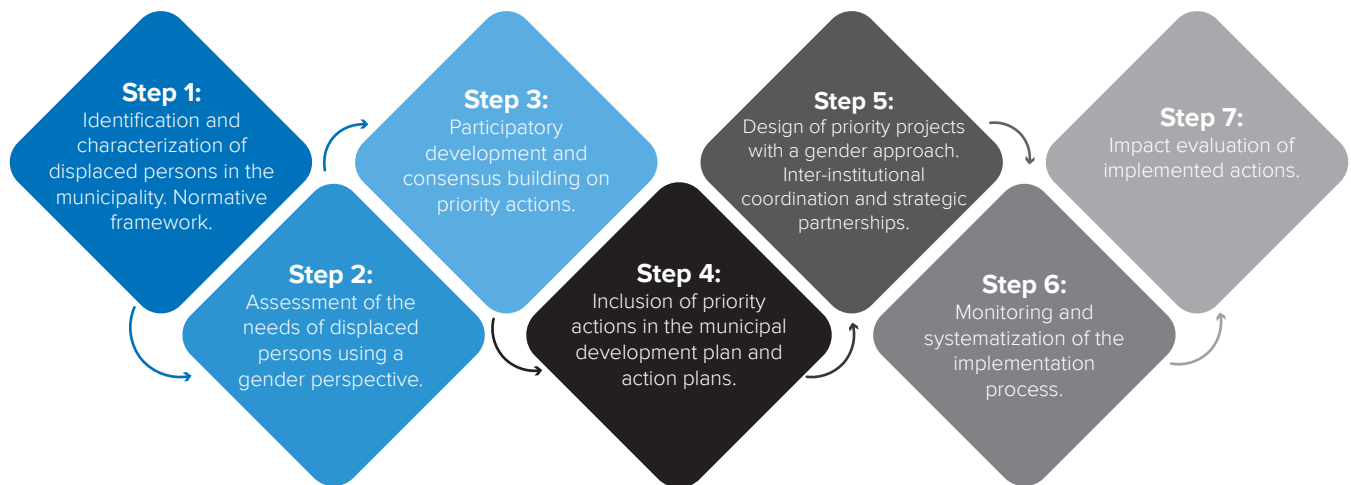 Step 1:
Identification and
characterization of
displaced persons in the
municipality. Normative
framework.
Step 2:
Assessment of the
needs of displaced
persons using a
gender perspective.
Step 3:
Participatory
development and
consensus building on
priority actions.
Step 4:
Inclusion of priority
actions in the municipal
development plan and
action plans.
Step 5:
Design of priority projects
with a gender approach.
Inter-institutional
coordination and strategic
partnerships.
Step 6:
Monitoring and
systematization of the
implementation
process.
Step 7:
Impact evaluation of
implemented actions.